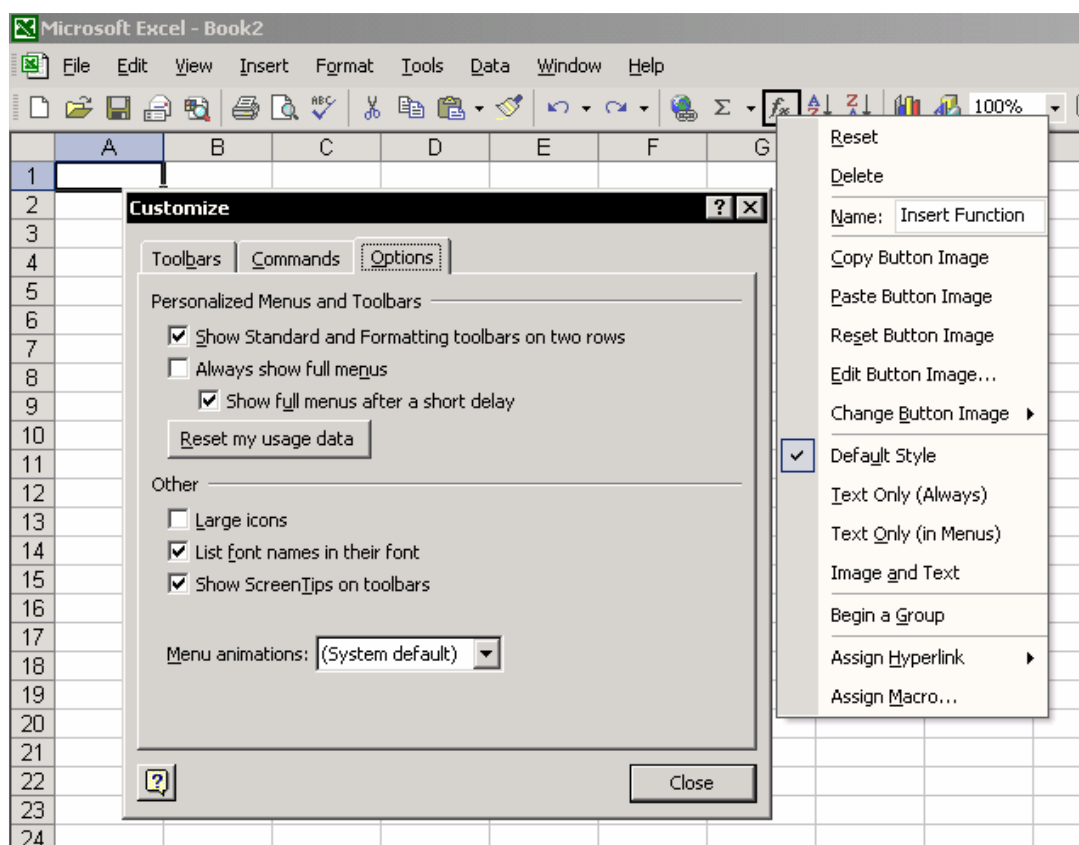 Microsoft Excel - Book2
File Edit View Insert Format Tools Data Window Help
ABC Σ fx A Z Z A 100%
A B C D E F G
1
2
3
4
5
6
7
8
9
10
11
12
13
14
15
16
17
18
19
20
21
22
23
24
Customize
Toolbars Commands Options
Personalized Menus and Toolbars
Show Standard and Formatting toolbars on two rows
Always show full menus
Show full menus after a short delay
Reset my usage data
Other
Large icons
List font names in their font
Show ScreenTips on toolbars
Menu animations: (System default)
Close
Reset
Delete
Name: Insert Function
Copy Button Image
Paste Button Image
Reset Button Image
Edit Button Image...
Change Button Image
Default Style
Text Only (Always)
Text Only (in Menus)
Image and Text
Begin a Group
Assign Hyperlink
Assign Macro...